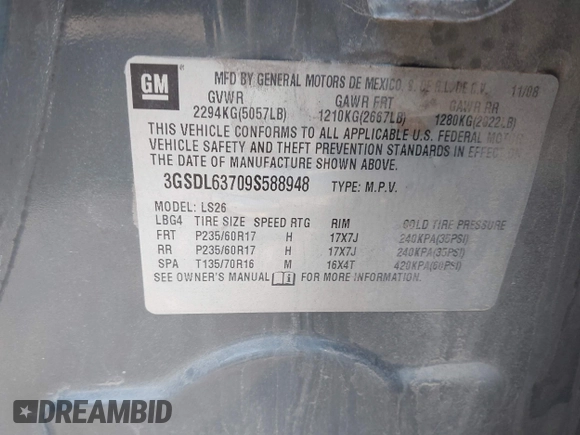 GM
MFD BY GENERAL MOTORS DE MEXICO, S. DE R.L. DE C.V. 11/08
GVWR GAWR FRT GAWR RR
2294KG(5057LB) 1210KG(2667LB) 1280KG(2822LB)
THIS VEHICLE CONFORMS TO ALL APPLICABLE U.S. FEDERAL MOTOR
VEHICLE SAFETY AND THEFT PREVENTION STANDARDS IN EFFECT ON
THE DATE OF MANUFACTURE SHOWN ABOVE.
3GSDL63709S588948 TYPE: M.P.V.
MODEL: LS26
LBG4 TIRE SIZE SPEED RTG RIM COLD TIRE PRESSURE
FRT P235/60R17 H 17X7J 240KPA(35PSI)
RR P235/60R17 H 17X7J 240KPA(35PSI)
SPA T135/70R16 M 16X4T 420KPA(60PSI)
SEE OWNER'S MANUAL FOR MORE INFORMATION.
DREAMBID